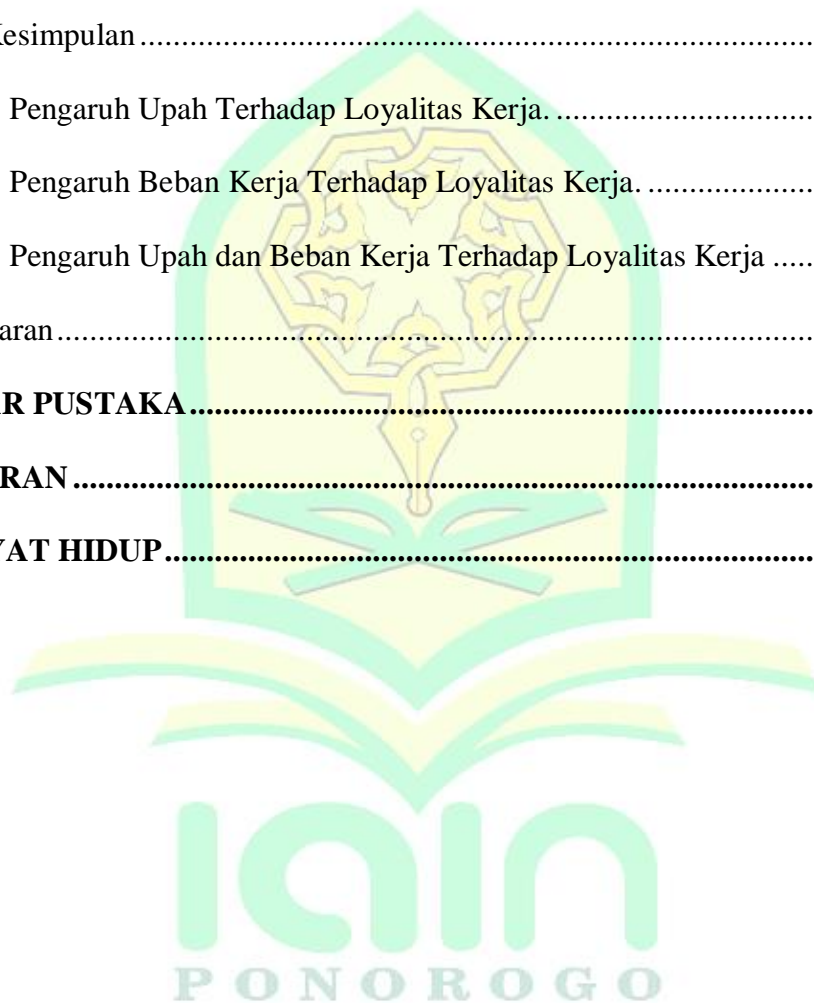 Kesimpulan ................................................................................
Pengaruh Upah Terhadap Loyalitas Kerja. ...............................
Pengaruh Beban Kerja Terhadap Loyalitas Kerja. ....................
Pengaruh Upah dan Beban Kerja Terhadap Loyalitas Kerja .....
aran...........................................................................................
R PUSTAKA...........................................................................
RAN.........................................................................................
YAT HIDUP..............................................................................
iain
PONOROGO